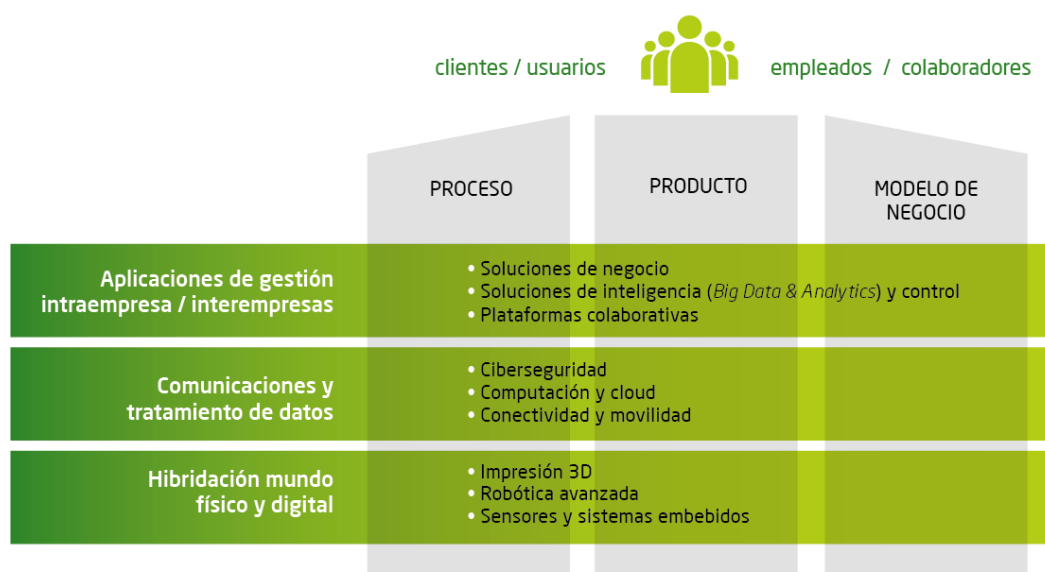 clientes / usuarios
empleados / colaboradores
PROCESO
PRODUCTO
MODELO DE
NEGOCIO
Aplicaciones de gestión
intraempresa / interempresas
• Soluciones de negocio
• Soluciones de inteligencia (Big Data & Analytics) y control
• Plataformas colaborativas
Comunicaciones y
tratamiento de datos
• Ciberseguridad
• Computación y cloud
• Conectividad y movilidad
Hibridación mundo
físico y digital
• Impresión 3D
• Robótica avanzada
• Sensores y sistemas embebidos